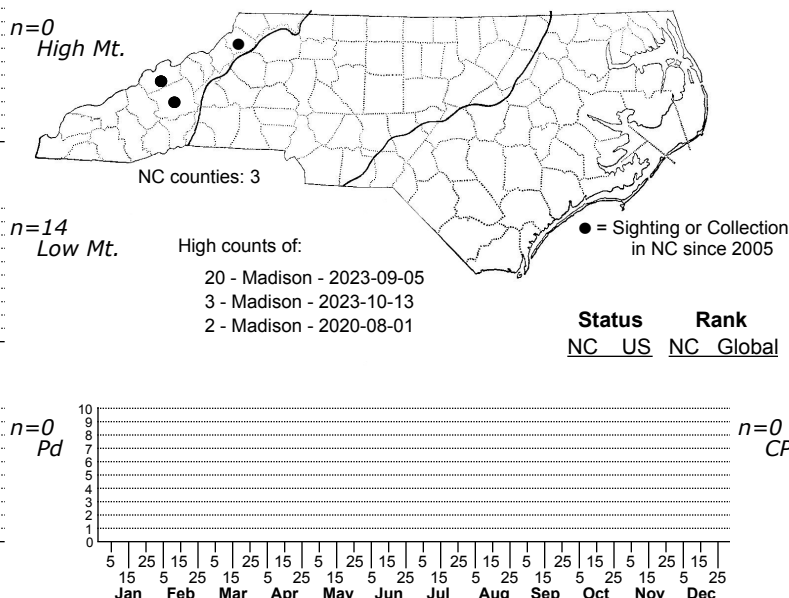 n=0
High Mt.
NC counties: 3
n=14
Low Mt.
High counts of:
20 - Madison - 2023-09-05
3 - Madison - 2023-10-13
2 - Madison - 2020-08-01
● = Sighting or Collection
in NC since 2005
Status Rank
NC US NC Global
n=0
Pd
10
9
8
7
6
5
4
3
2
1
0
n=0
CP
5 15 25 5 15 25 5 15 25 5 15 25 5 15 25 5 15 25
15 5 25 15 5 25 15 5 25 15 5 25 15 5 25 15 5 25
Jan Feb Mar Apr May Jun Jul Aug Sep Oct Nov Dec